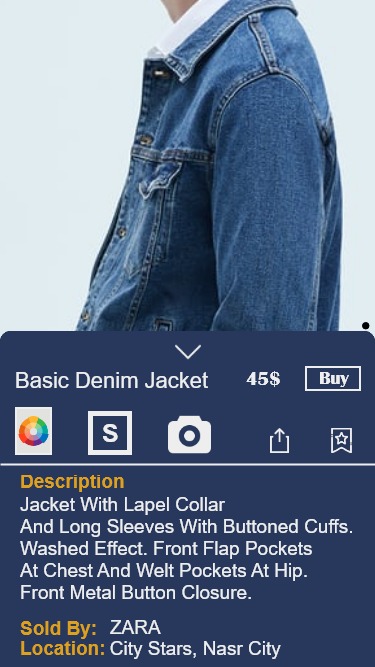 Basic Denim Jacket 45$ Buy
S
Description
Jacket With Lapel Collar
And Long Sleeves With Buttoned Cuffs.
Washed Effect. Front Flap Pockets
At Chest And Welt Pockets At Hip.
Front Metal Button Closure.
Sold By: ZARA
Location: City Stars, Nasr City